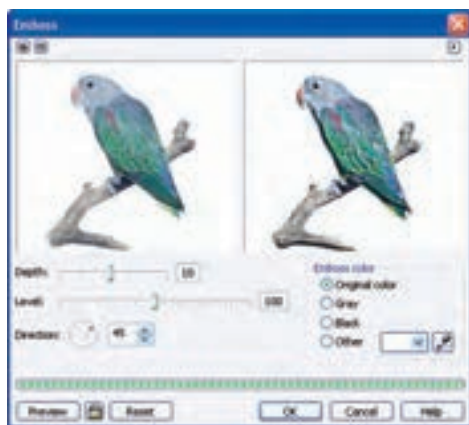 Emboss
Depth: 10
Level: 100
Direction: 45
Emboss color
Original color
Gray
Black
Other
Preview Reset OK Cancel Help